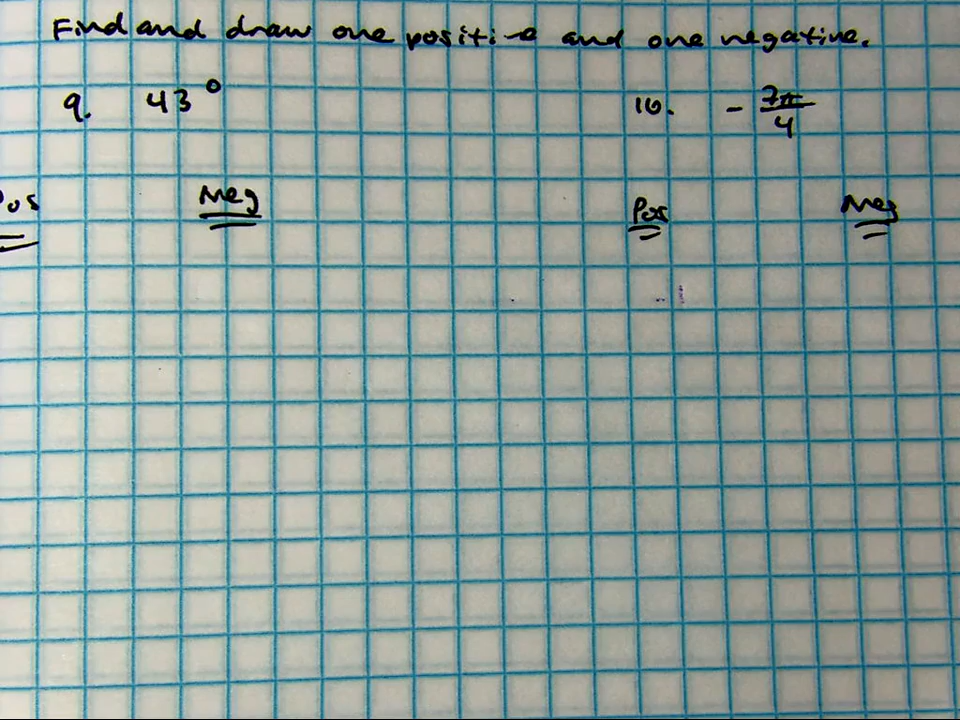 Find and draw one positive and one negative.
9. 43° 10. - 7π/4
Pos Neg Pos Neg